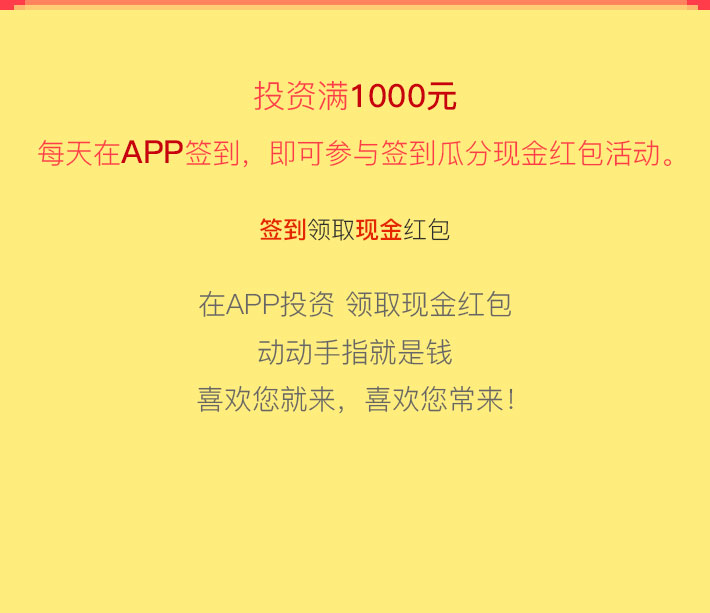 投资满1000元
每天在APP签到，即可参与签到瓜分现金红包活动。
签到领取现金红包
在APP投资 领取现金红包
动动手指就是钱
喜欢您就来，喜欢您常来！